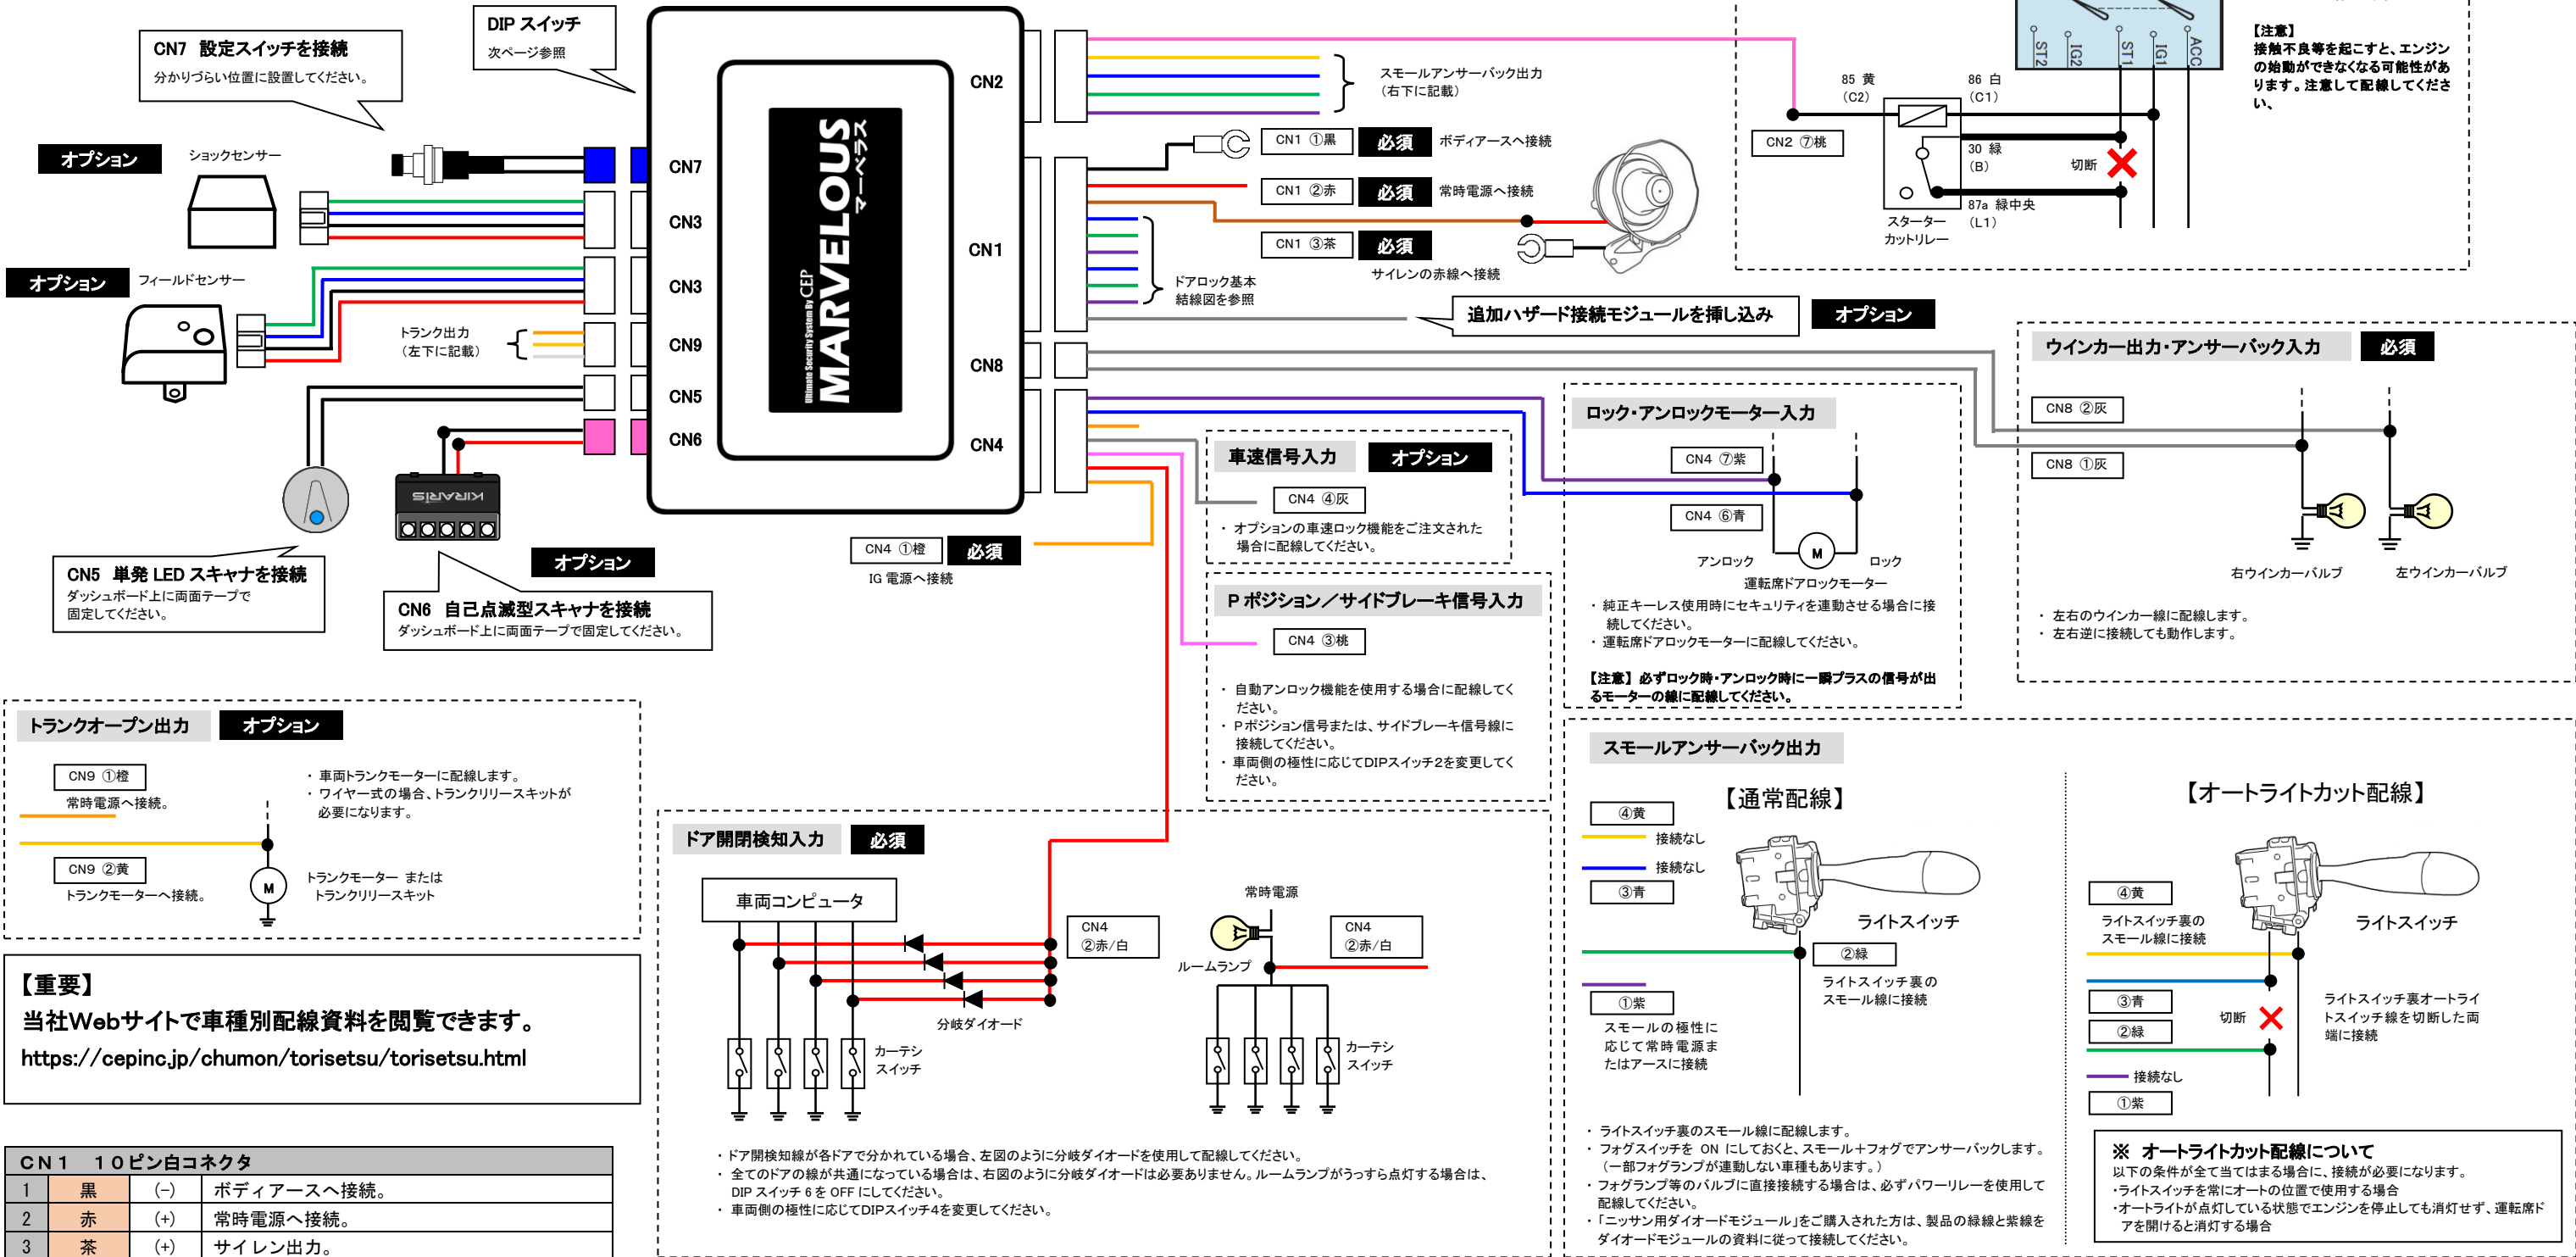 DIP スイッチ
次ページ参照
CN7 設定スイッチを接続
分かりづらい位置に設置してください。
オプション
ショックセンサー
オプション
フィールドセンサー
トランク出力
(左下に記載)
CN7
CN3
CN3
CN9
CN5
CN6
CN2
CN1
CN8
CN4
Ultimate Security System By CEP
MARVELOUS
マーベラス
KIRARIS
CN5 単発 LED スキャナを接続
ダッシュボード上に両面テープで
固定してください。
オプション
CN6 自己点滅型スキャナを接続
ダッシュボード上に両面テープで固定してください。
スモールアンサーバック出力
(右下に記載)
CN1 ①黒 必須 ボディアースへ接続
CN1 ②赤 必須 常時電源へ接続
CN1 ③茶 必須
サイレンの赤線へ接続
ドアロック基本
結線図を参照
追加ハザード接続モジュールを挿し込み
オプション
CN4 ①橙 必須
IG 電源へ接続
ST2
IG2
ST1
IG1
ACC
85 黄
(C2)
86 白
(C1)
CN2 ⑦桃
30 緑
(B)
切断
87a 緑中央
(L1)
スターター
カットリレー
【注意】
接触不良等を起こすと、エンジン
の始動ができなくなる可能性があ
ります。注意して配線してくださ
い、
車速信号入力 オプション
CN4 ④灰
・ オプションの車速ロック機能をご注文された
場合に配線してください。
P ポジション／サイドブレーキ信号入力
CN4 ③桃
・ 自動アンロック機能を使用する場合に配線してく
ださい。
・ Pポジション信号または、サイドブレーキ信号線に
接続してください。
・ 車両側の極性に応じてDIPスイッチ2を変更してく
ださい。
ロック・アンロックモーター入力
CN4 ⑦紫
CN4 ⑥青
アンロック
M
ロック
運転席ドアロックモーター
・ 純正キーレス使用時にセキュリティを連動させる場合に接
続してください。
・ 運転席ドアロックモーターに配線してください。
【注意】 必ずロック時・アンロック時に一瞬プラスの信号が出
るモーターの線に配線してください。
ウインカー出力・アンサーバック入力 必須
CN8 ②灰
CN8 ①灰
右ウインカーバルブ
左ウインカーバルブ
・ 左右のウインカー線に配線します。
・ 左右逆に接続しても動作します。
トランクオープン出力 オプション
CN9 ①橙
常時電源へ接続。
CN9 ②黄
トランクモーターへ接続。
・ 車両トランクモーターに配線します。
・ ワイヤー式の場合、トランクリリースキットが
必要になります。
M
トランクモーター または
トランクリリースキット
【重要】
当社Webサイトで車種別配線資料を閲覧できます。
https://cepinc.jp/chumon/torisetsu/torisetsu.html
CN1 10ピン白コネクタ
1 黒 (-) ボディアースへ接続。
2 赤 (+) 常時電源へ接続。
3 茶 (+) サイレン出力。
ドア開閉検知入力 必須
車両コンピュータ
CN4
②赤/白
分岐ダイオード
カーテシ
スイッチ
常時電源
ルームランプ
CN4
②赤/白
カーテシ
スイッチ
・ ドア開検知線が各ドアで分かれている場合、左図のように分岐ダイオードを使用して配線してください。
・ 全てのドアの線が共通になっている場合は、右図のように分岐ダイオードは必要ありません。ルームランプがうっすら点灯する場合は、
DIP スイッチ 6 を OFF にしてください。
・ 車両側の極性に応じてDIPスイッチ4を変更してください。
スモールアンサーバック出力
【通常配線】
④黄
接続なし
接続なし
③青
ライトスイッチ
②緑
ライトスイッチ裏の
スモール線に接続
①紫
スモールの極性に
応じて常時電源ま
たはアースに接続
・ ライトスイッチ裏のスモール線に配線します。
・ フォグスイッチを ON にしておくと、スモール＋フォグでアンサーバックします。
(一部フォグランプが連動しない車種もあります。)
・ フォグランプ等のバルブに直接接続する場合は、必ずパワーリレーを使用して
配線してください。
・ 「ニッサン用ダイオードモジュール」をご購入された方は、製品の緑線と紫線を
ダイオードモジュールの資料に従って接続してください。
【オートライトカット配線】
④黄
ライトスイッチ裏の
スモール線に接続
ライトスイッチ
③青
②緑
切断
ライトスイッチ裏オートライ
トスイッチ線を切断した両
端に接続
接続なし
①紫
※ オートライトカット配線について
以下の条件が全て当てはまる場合に、接続が必要になります。
・ライトスイッチを常にオートの位置で使用する場合
・オートライトが点灯している状態でエンジンを停止しても消灯せず、運転席ド
アを開けると消灯する場合